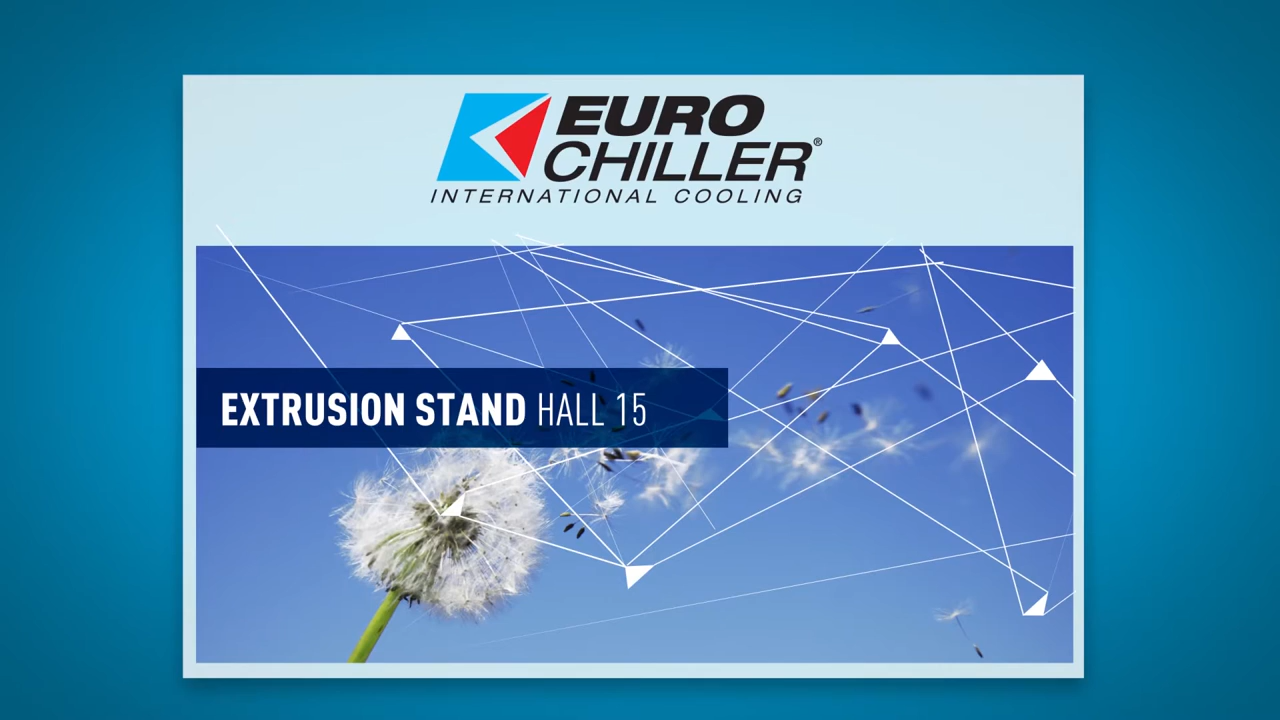 EURO
CHILLER®
INTERNATIONAL COOLING
EXTRUSION STAND HALL 15